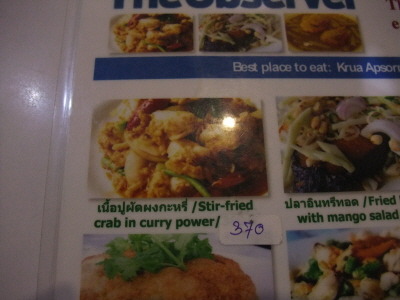 The Observer
Best place to eat: Krua Apsorn
เนื้อปูผัดผงกะหรี่ /Stir-fried
crab in curry power/ 370
ปลาอินทรีทอด /Fried
with mango salad